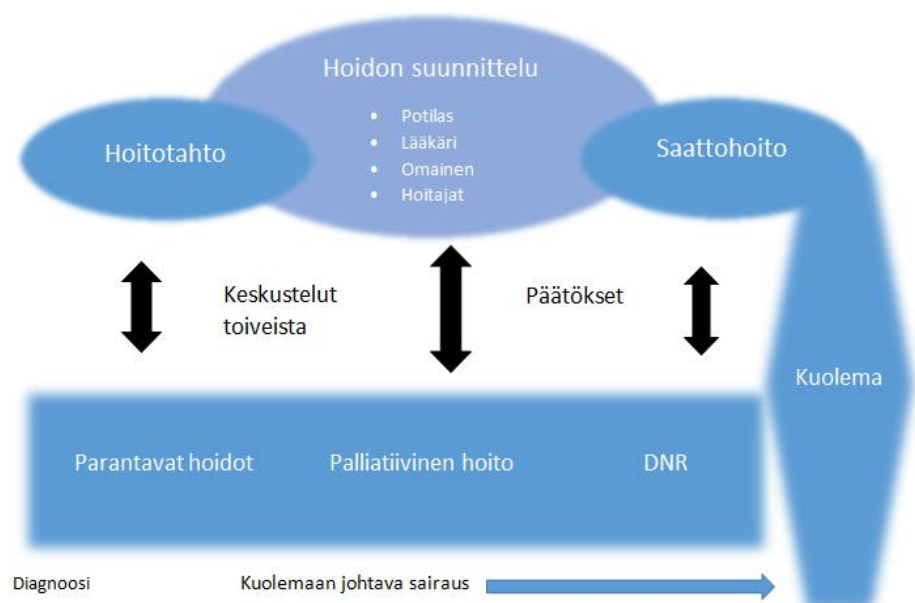 Hoidon suunnittelu
Potilas
Lääkäri
Omainen
Hoitajat
Hoitotahto
Saattohoito
Keskustelut
toiveista
Päätökset
Kuolema
Parantavat hoidot
Palliatiivinen hoito
DNR
Diagnoosi
Kuolemaan johtava sairaus